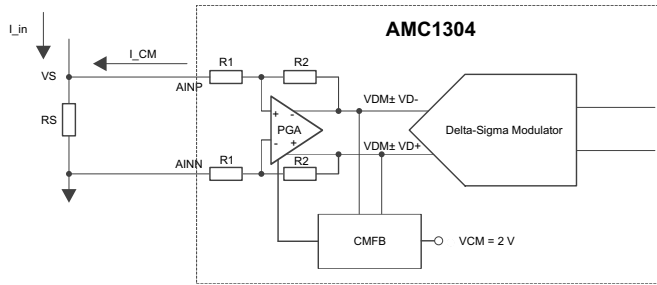 AMC1304
I_in
I_CM
VS
AINP
R1
R2
RS
+ -
PGA
- +
VDM± VD-
VDM± VD+
Delta-Sigma Modulator
AINN
R1
R2
CMFB
VCM = 2 V